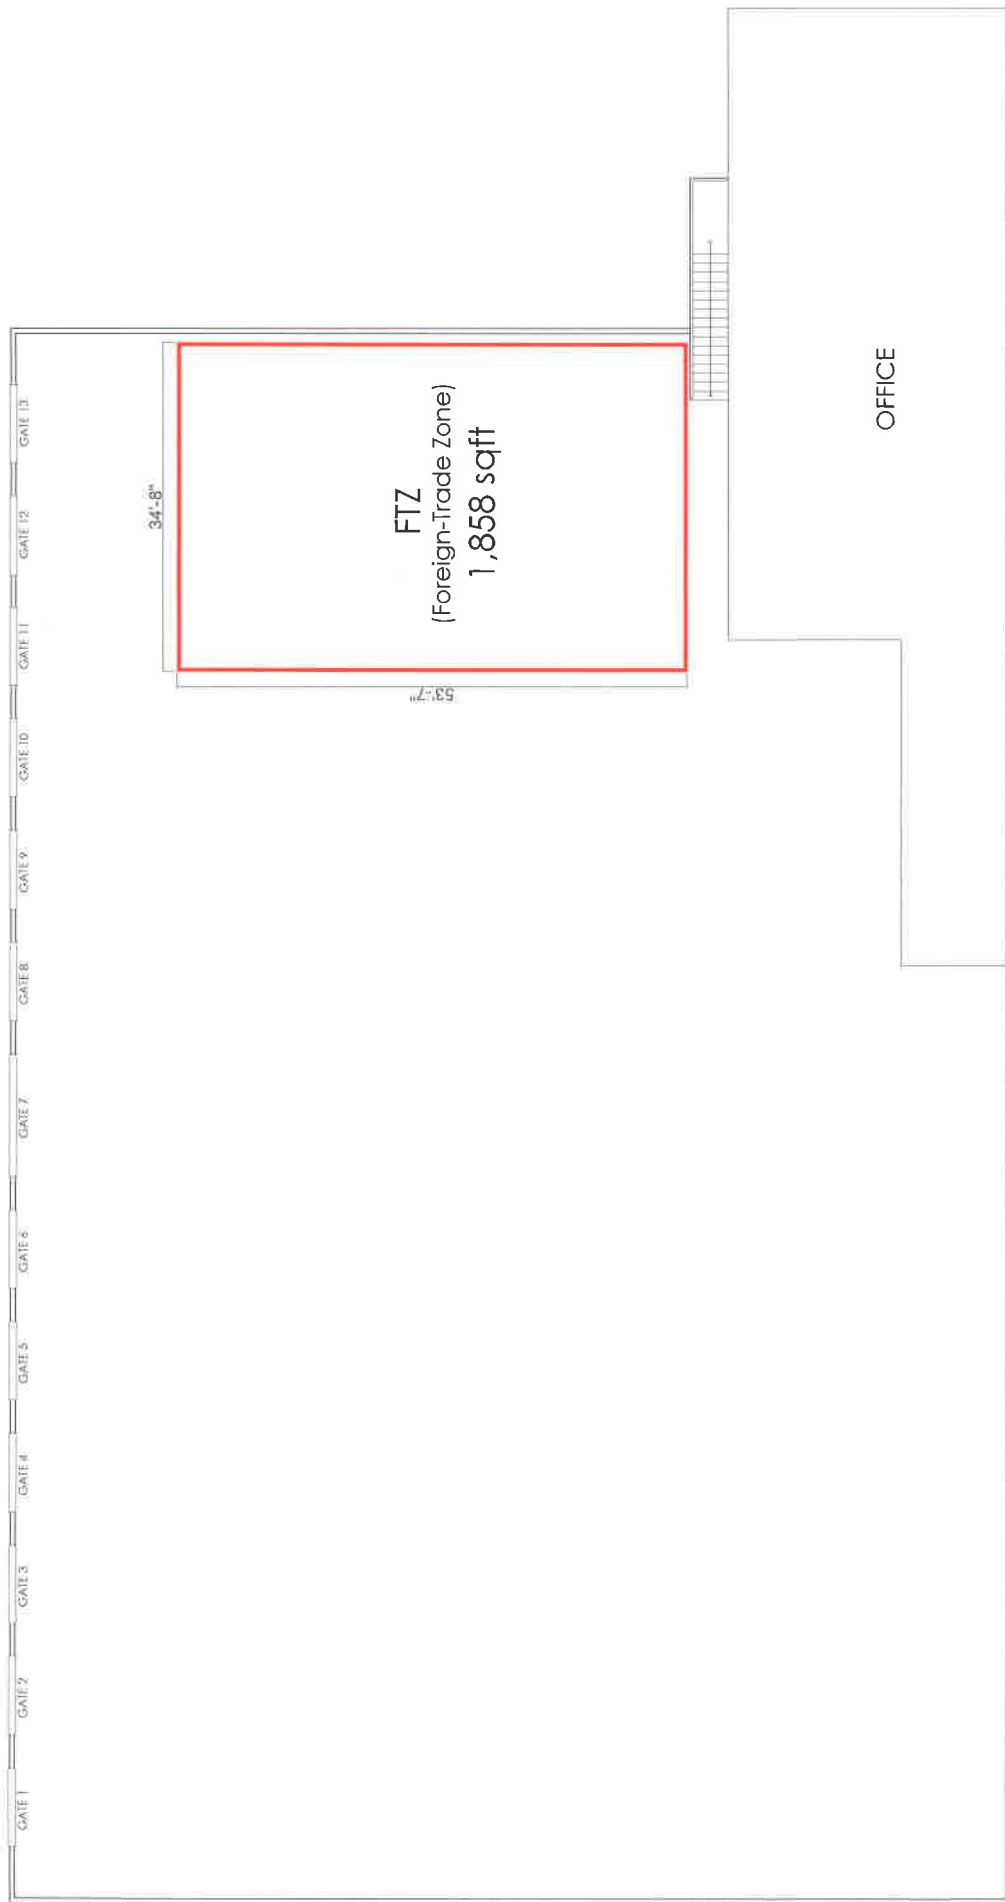 GATE 1
GATE 2
GATE 3
GATE 4
GATE 5
GATE 6
GATE 7
GATE 8
GATE 9
GATE 10
GATE 11
GATE 12
GATE 13
34'-8"
53'-7"
FTZ
(Foreign-Trade Zone)
1,858 sqft
OFFICE